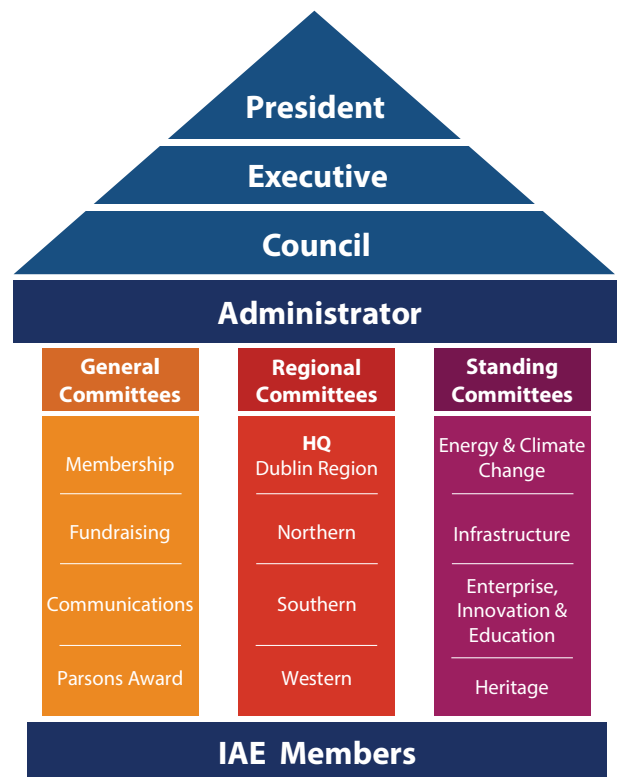 President
Executive
Council
Administrator
General
Committees
Membership
Fundraising
Communications
Parsons Award
Regional
Committees
HQ
Dublin Region
Northern
Southern
Western
Standing
Committees
Energy & Climate
Change
Infrastructure
Enterprise,
Innovation &
Education
Heritage
IAE Members